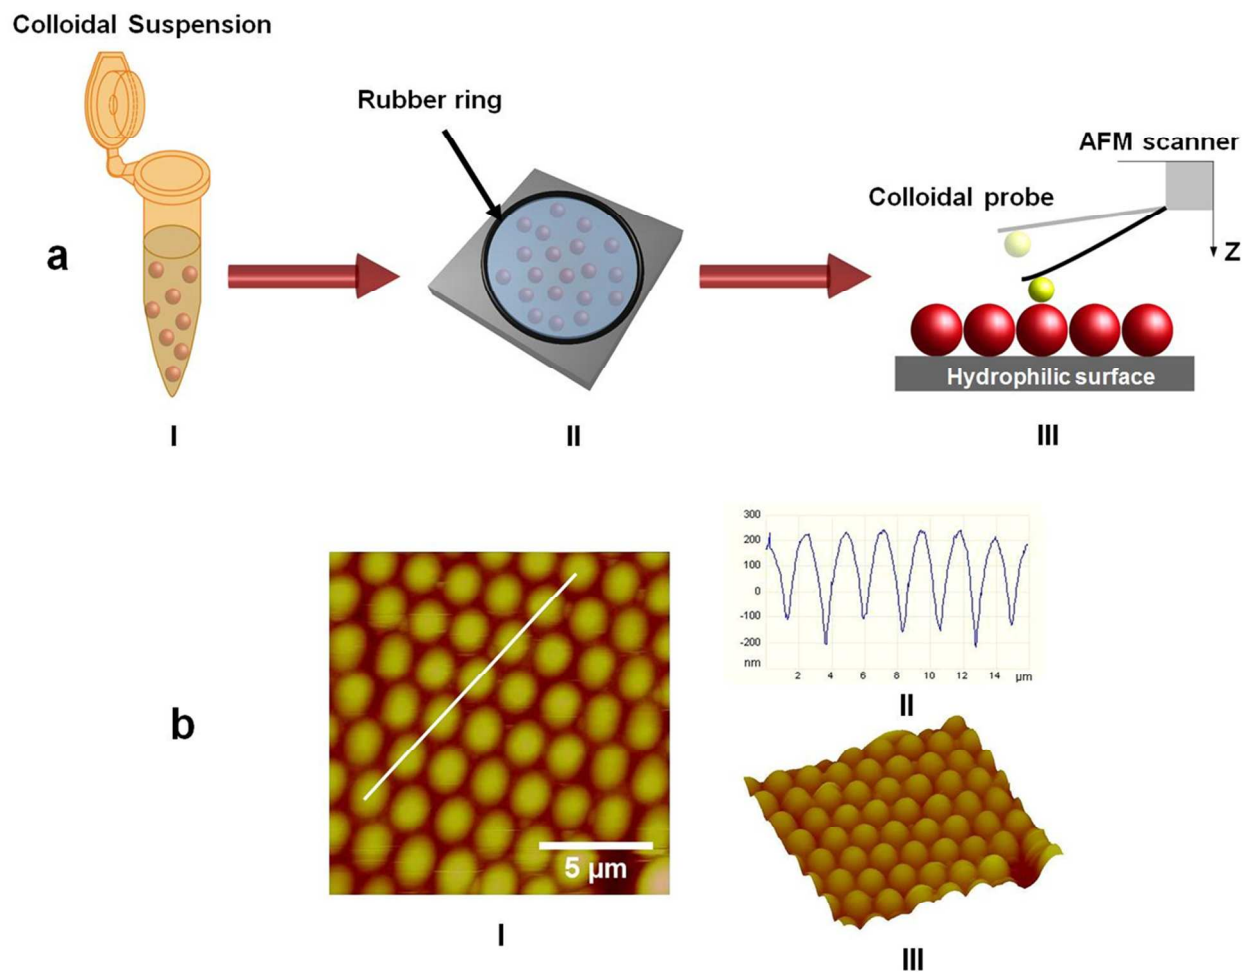 Colloidal Suspension
Rubber ring
AFM scanner
Colloidal probe
Z
a
Hydrophilic surface
I
II
III
300
200
100
0
-100
-200
nm
2
4
6
8
10
12
14
µm
II
b
5 µm
I
III